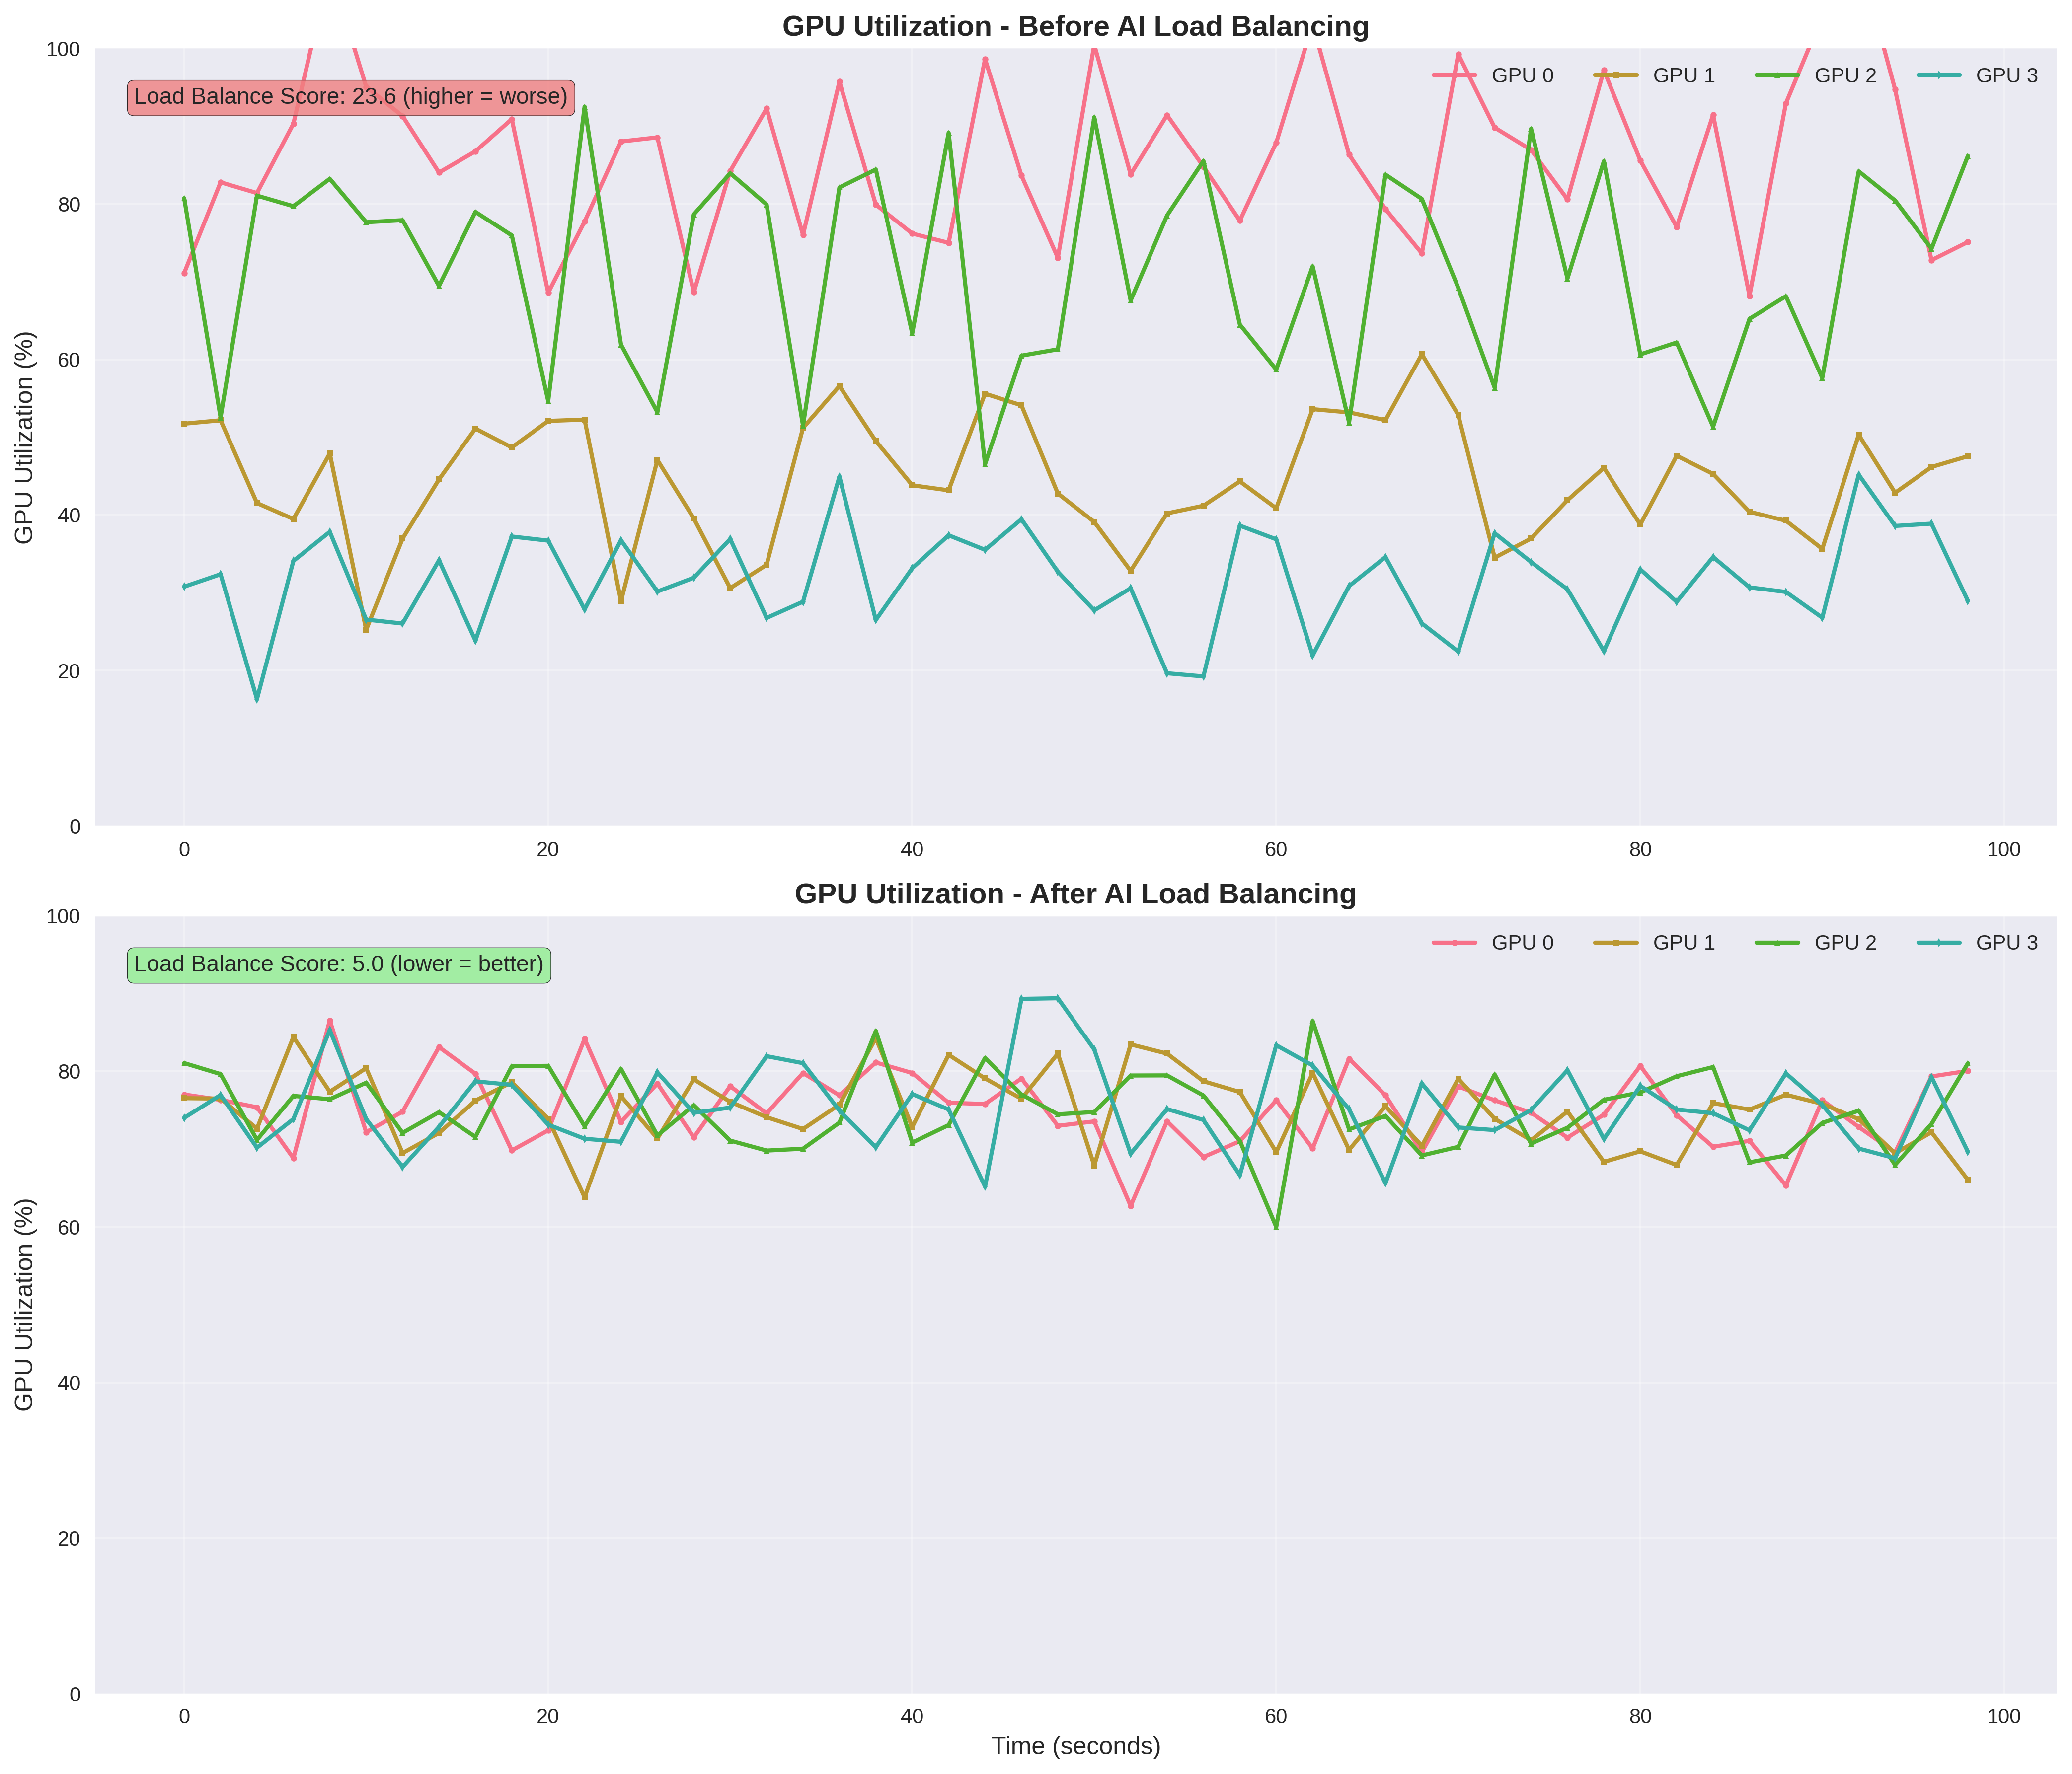 GPU Utilization - Before AI Load Balancing
100
Load Balance Score: 23.6 (higher = worse)
GPU 0 GPU 1 GPU 2 GPU 3
80
60
GPU Utilization (%)
40
20
0
0 20 40 60 80 100
GPU Utilization - After AI Load Balancing
100
Load Balance Score: 5.0 (lower = better)
GPU 0 GPU 1 GPU 2 GPU 3
80
60
GPU Utilization (%)
40
20
0
0 20 40 60 80 100
Time (seconds)